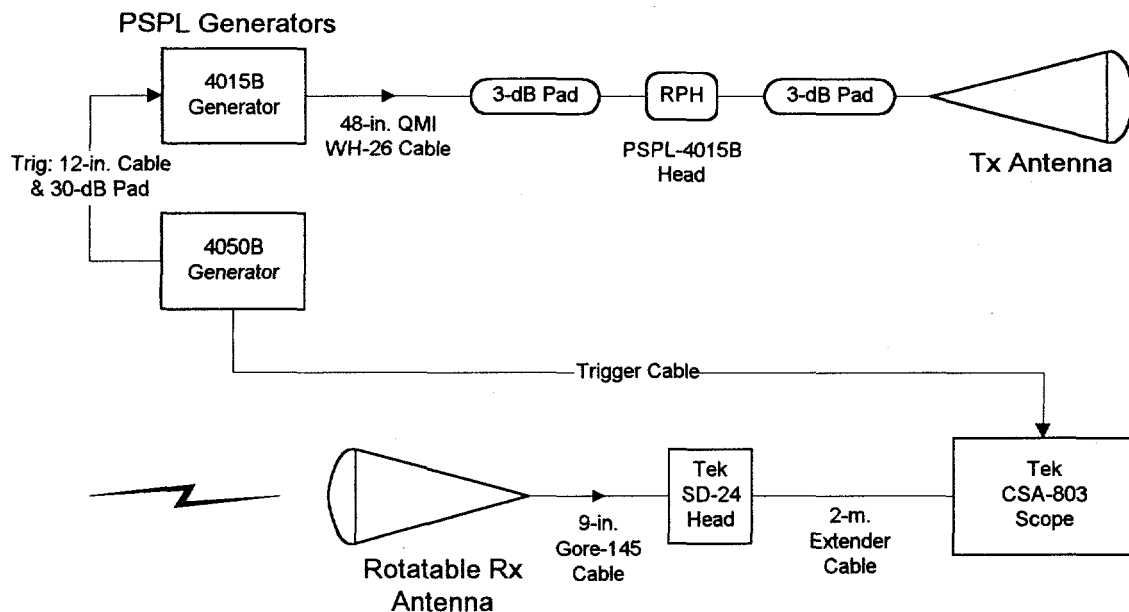 PSPL Generators
4015B
Generator
3-dB Pad
RPH
3-dB Pad
48-in. QMI
WH-26 Cable
PSPL-4015B
Head
Tx Antenna
Trig: 12-in. Cable
& 30-dB Pad
4050B
Generator
Trigger Cable
Tek
SD-24
Head
Tek
CSA-803
Scope
9-in.
Gore-145
Cable
2-m.
Extender
Cable
Rotatable Rx
Antenna